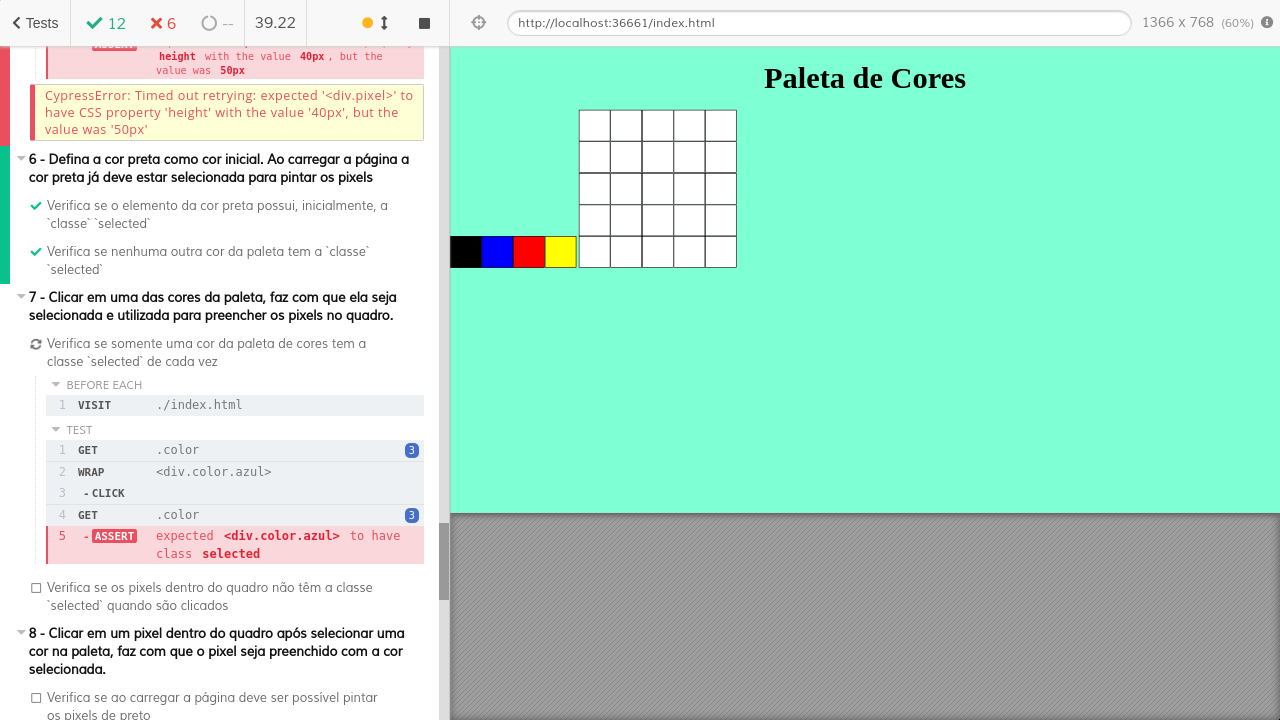 Tests
12
6
--
39.22
http://localhost:36661/index.html
1366 x 768 (60%)
height with the value 40px , but the
value was 50px
CypressError: Timed out retrying: expected '<div.pixel>' to
have CSS property 'height' with the value '40px', but the
value was '50px'
6 - Defina a cor preta como cor inicial. Ao carregar a página a
cor preta já deve estar selecionada para pintar os pixels
Verifica se o elemento da cor preta possui, inicialmente, a
`classe` `selected`
Verifica se nenhuma outra cor da paleta tem a `classe`
`selected`
7 - Clicar em uma das cores da paleta, faz com que ela seja
selecionada e utilizada para preencher os pixels no quadro.
Verifica se somente uma cor da paleta de cores tem a
classe `selected` de cada vez
BEFORE EACH
1 VISIT ./index.html
TEST
1 GET .color 3
2 WRAP <div.color.azul>
3 - CLICK
4 GET .color 3
5 - ASSERT expected <div.color.azul> to have
class selected
Verifica se os pixels dentro do quadro não têm a classe
`selected` quando são clicados
8 - Clicar em um pixel dentro do quadro após selecionar uma
cor na paleta, faz com que o pixel seja preenchido com a cor
selecionada.
Verifica se ao carregar a página deve ser possível pintar
os pixels de preto
Paleta de Cores